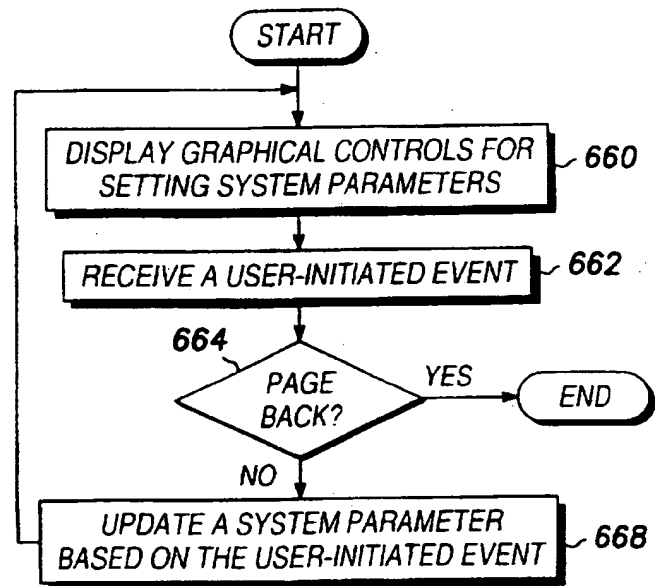 START
DISPLAY GRAPHICAL CONTROLS FOR
SETTING SYSTEM PARAMETERS
660
RECEIVE A USER-INITIATED EVENT
662
664
PAGE
BACK?
YES
END
NO
UPDATE A SYSTEM PARAMETER
BASED ON THE USER-INITIATED EVENT
668